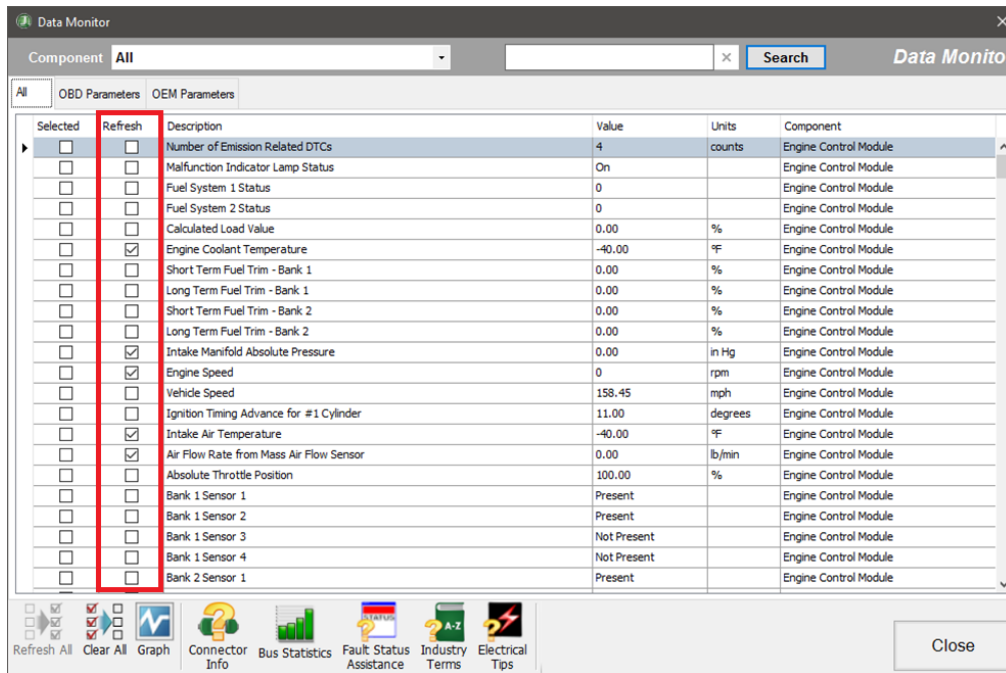 Data Monitor
Component All Search Data Monito
All OBD Parameters OEM Parameters
Selected Refresh Description Value Units Component
Number of Emission Related DTCs 4 counts Engine Control Module
Malfunction Indicator Lamp Status On Engine Control Module
Fuel System 1 Status 0 Engine Control Module
Fuel System 2 Status 0 Engine Control Module
Calculated Load Value 0.00 % Engine Control Module
Engine Coolant Temperature -40.00 °F Engine Control Module
Short Term Fuel Trim - Bank 1 0.00 % Engine Control Module
Long Term Fuel Trim - Bank 1 0.00 % Engine Control Module
Short Term Fuel Trim - Bank 2 0.00 % Engine Control Module
Long Term Fuel Trim - Bank 2 0.00 % Engine Control Module
Intake Manifold Absolute Pressure 0.00 in Hg Engine Control Module
Engine Speed 0 rpm Engine Control Module
Vehicle Speed 158.45 mph Engine Control Module
Ignition Timing Advance for #1 Cylinder 11.00 degrees Engine Control Module
Intake Air Temperature -40.00 °F Engine Control Module
Air Flow Rate from Mass Air Flow Sensor 0.00 lb/min Engine Control Module
Absolute Throttle Position 100.00 % Engine Control Module
Bank 1 Sensor 1 Present Engine Control Module
Bank 1 Sensor 2 Present Engine Control Module
Bank 1 Sensor 3 Not Present Engine Control Module
Bank 1 Sensor 4 Not Present Engine Control Module
Bank 2 Sensor 1 Present Engine Control Module
STATUS A-Z
Refresh All Clear All Graph Connector Info Bus Statistics Fault Status Assistance Industry Terms Electrical Tips Close